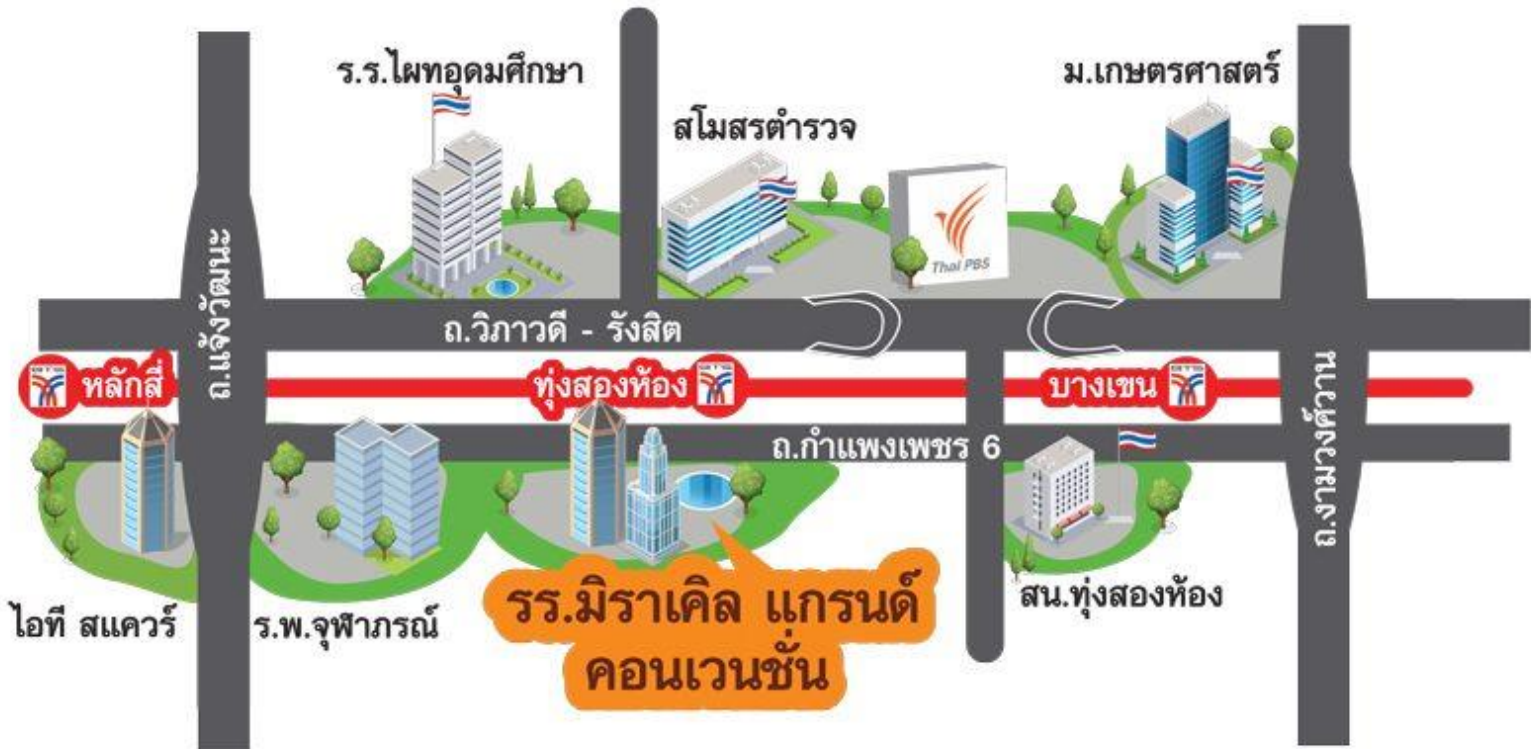 ร.ร.ไผทอุดมศึกษา
ม.เกษตรศาสตร์
สโมสรตำรวจ
Thai PBS
ถ.แจ้งวัฒนะ
ถ.วิภาวดี - รังสิต
BTS หลักสี่
ทุ่งสองห้อง BTS
บางเขน BTS
ถ.งามวงศ์วาน
ถ.กำแพงเพชร 6
รร.มิราเคิล แกรนด์
คอนเวนชั่น
สน.ทุ่งสองห้อง
ไอที สแควร์
ร.พ.จุฬาภรณ์